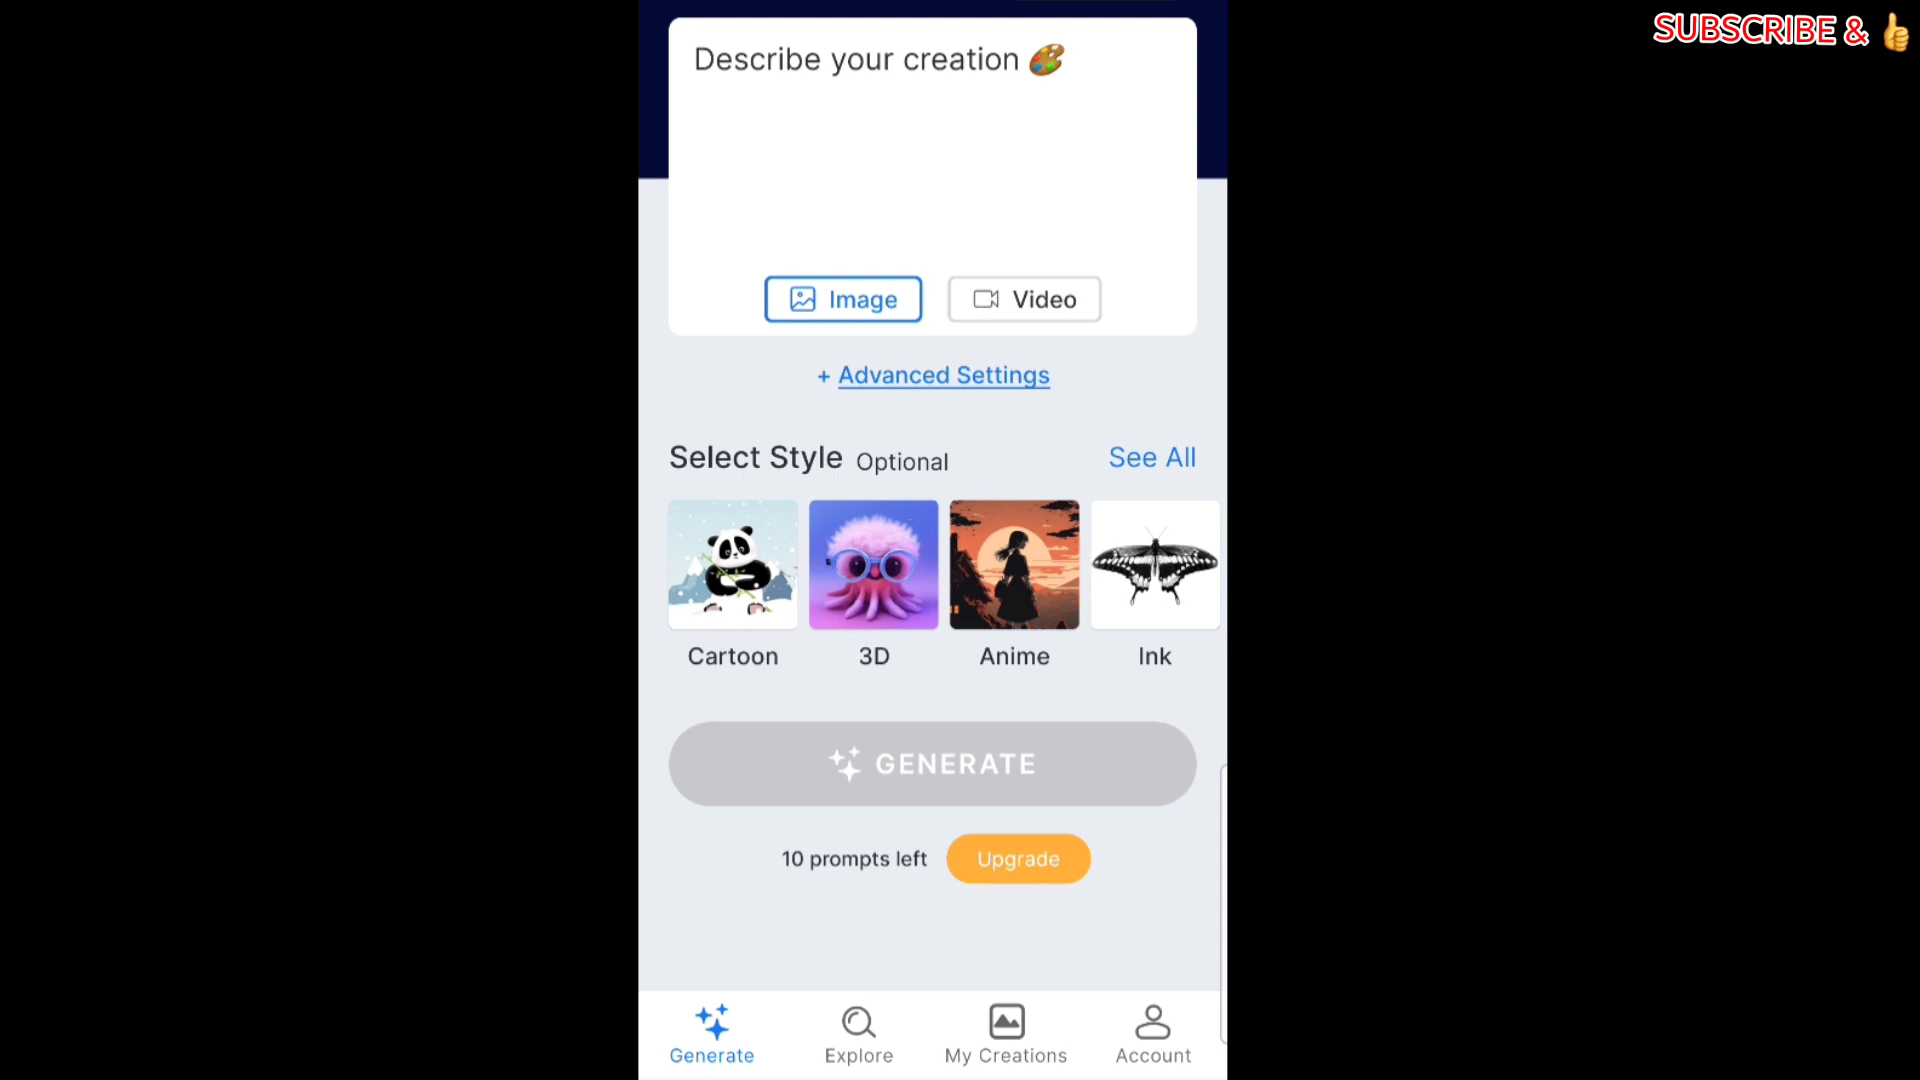 SUBSCRIBE & 👍
Describe your creation 🎨
Image Video
+ Advanced Settings
Select Style Optional See All
Cartoon 3D Anime Ink
GENERATE
10 prompts left Upgrade
Generate Explore My Creations Account